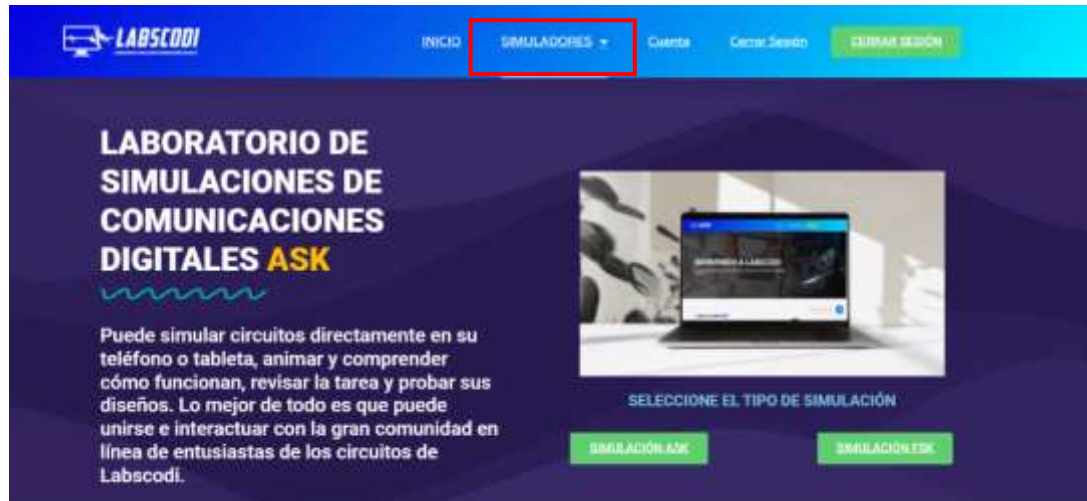 LABSCODI
INICIO
SIMULADORES
Cuenta
Cerrar Sesión
CERRAR SESIÓN
LABORATORIO DE
SIMULACIONES DE
COMUNICACIONES
DIGITALES ASK
Puede simular circuitos directamente en su
teléfono o tableta, animar y comprender
cómo funcionan, revisar la tarea y probar sus
diseños. Lo mejor de todo es que puede
unirse e interactuar con la gran comunidad en
línea de entusiastas de los circuitos de
Labscodi.
SELECCIONE EL TIPO DE SIMULACIÓN
SIMULACIÓN ASK
SIMULACIÓN FSK